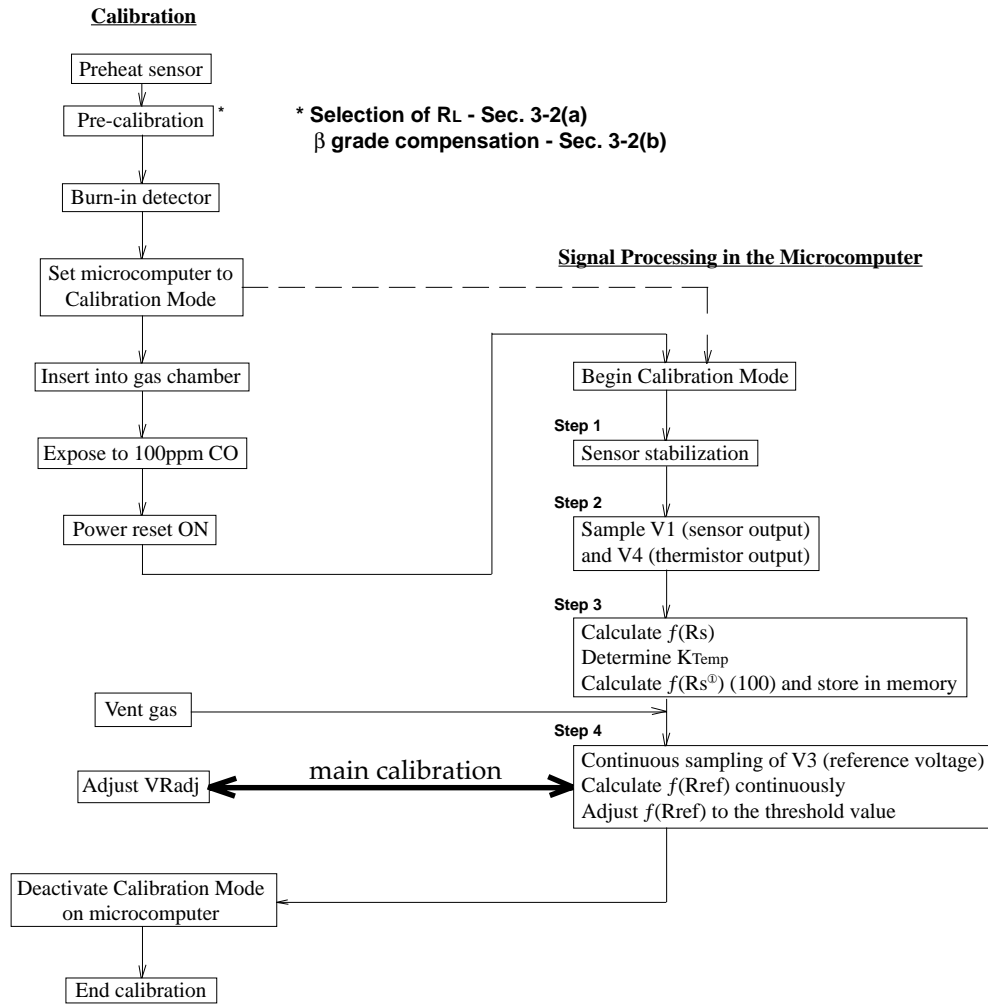 Calibration
Preheat sensor
Pre-calibration *
* Selection of RL - Sec. 3-2(a)
β grade compensation - Sec. 3-2(b)
Burn-in detector
Set microcomputer to
Calibration Mode
Insert into gas chamber
Expose to 100ppm CO
Power reset ON
Signal Processing in the Microcomputer
Begin Calibration Mode
Step 1
Sensor stabilization
Step 2
Sample V1 (sensor output)
and V4 (thermistor output)
Step 3
Calculate ƒ(Rs)
Determine KTemp
Calculate ƒ(Rs①) (100) and store in memory
Vent gas
Step 4
Continuous sampling of V3 (reference voltage)
Calculate ƒ(Rref) continuously
Adjust ƒ(Rref) to the threshold value
main calibration
Adjust VRadj
Deactivate Calibration Mode
on microcomputer
End calibration